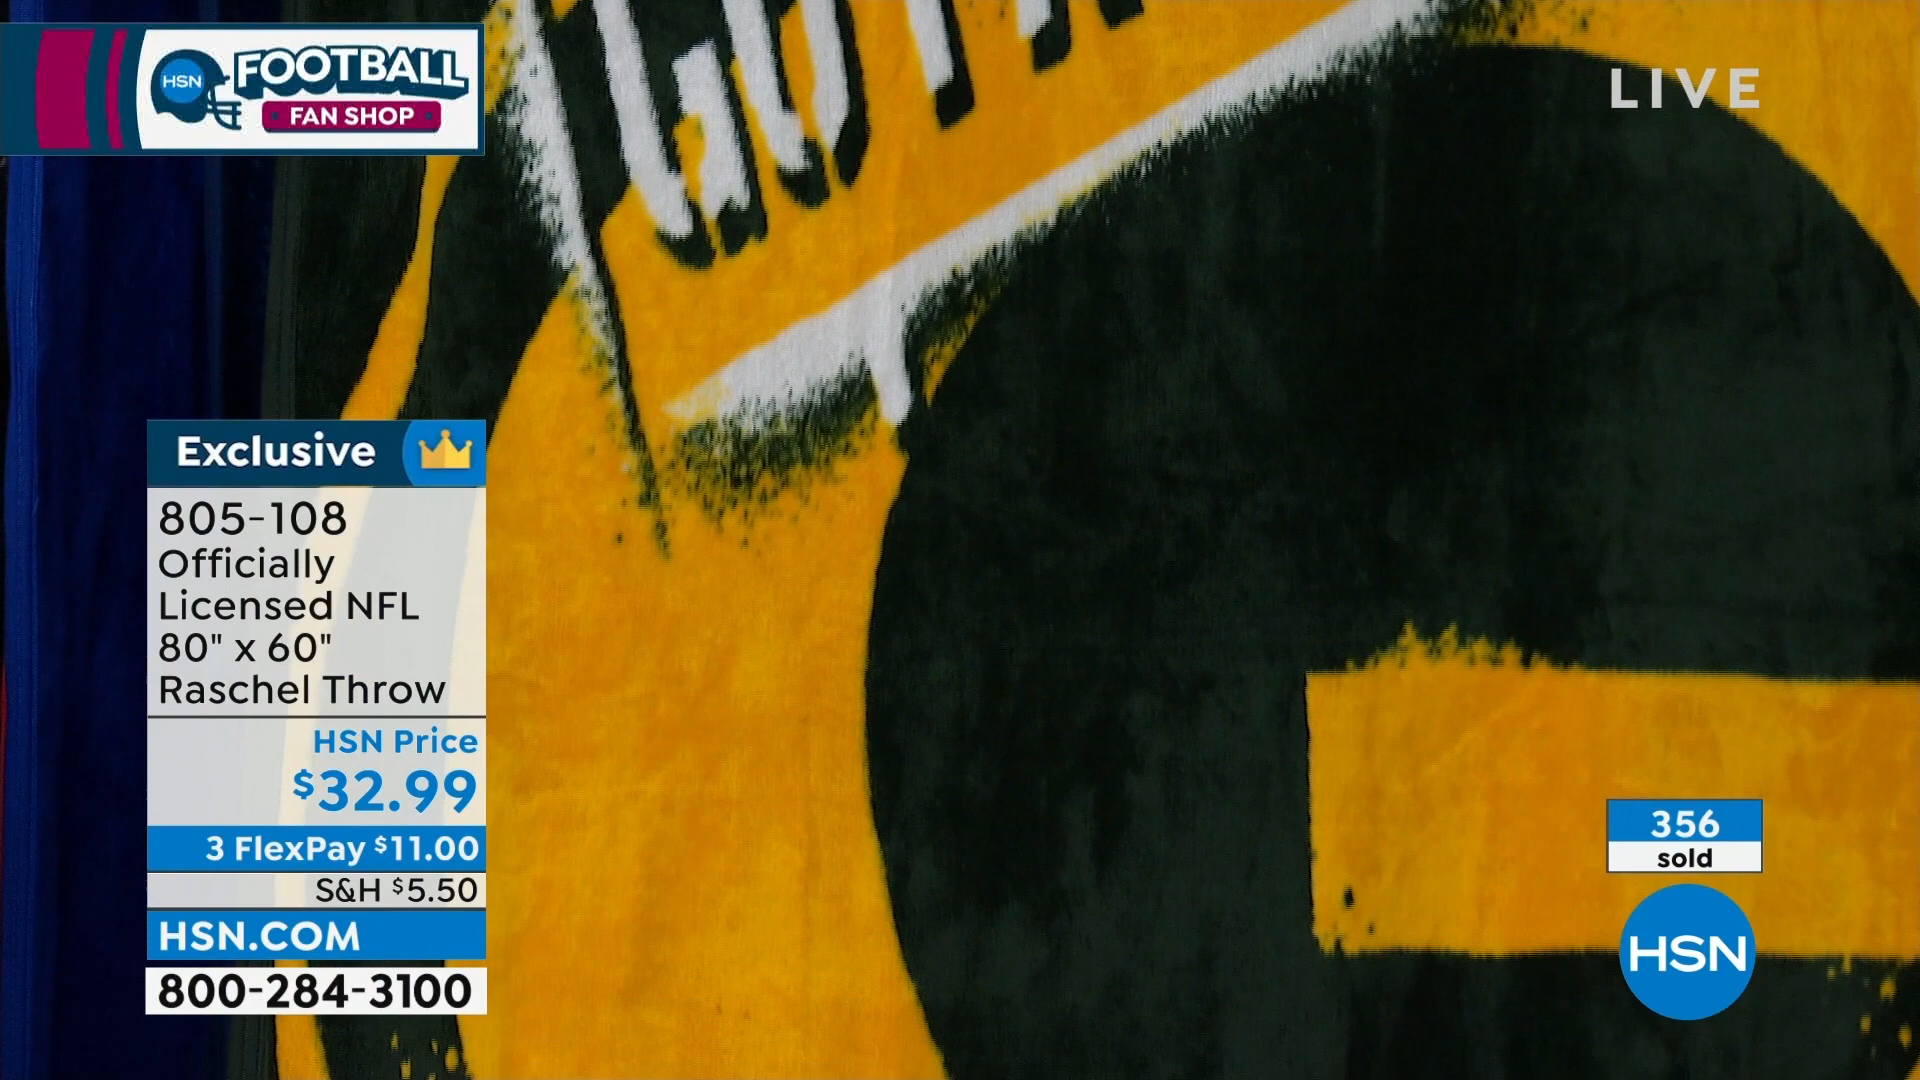 HSN
FOOTBALL
FAN SHOP
LIVE
Exclusive
805-108
Officially
Licensed NFL
80" x 60"
Raschel Throw
HSN Price
$32.99
3 FlexPay $11.00
S&H $5.50
HSN.COM
800-284-3100
356
sold
HSN